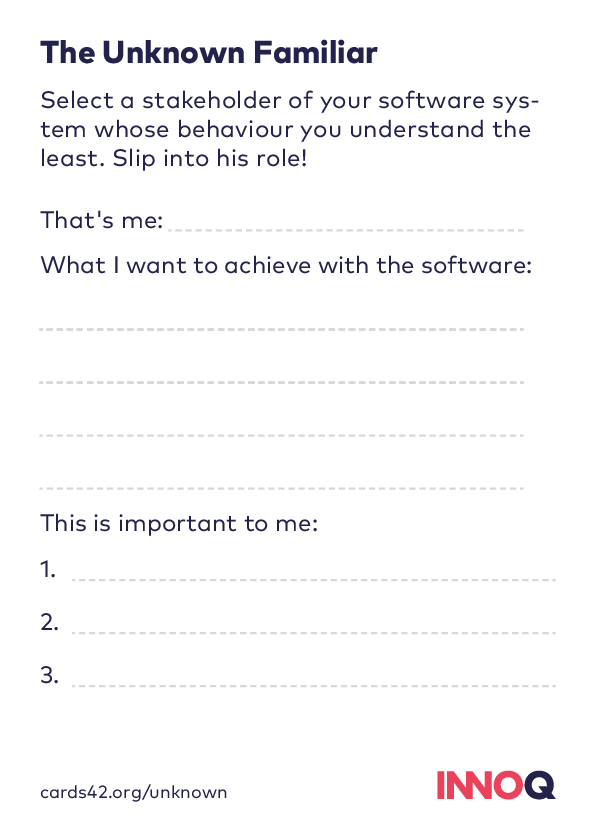 The Unknown Familiar
Select a stakeholder of your software sys-
tem whose behaviour you understand the
least. Slip into his role!
That's me:
What I want to achieve with the software:
This is important to me:
1.
2.
3.
cards42.org/unknown
INNOQ